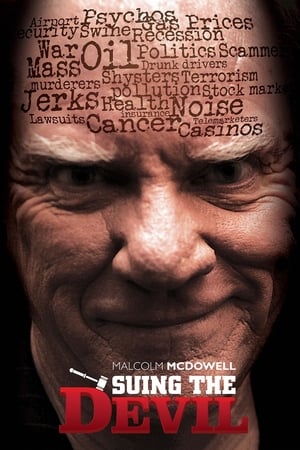 Airport Psychos Gas Prices
Security Swine Recession
War Oil Politics Scammers
Mass Drunk drivers
murderers Shysters Terrorism
Jerks pollution Stock market
Health Noise
Lawsuits insurance Telemarketers
Cancer Casinos
MALCOLM MCDOWELL
SUING THE
DEVIL